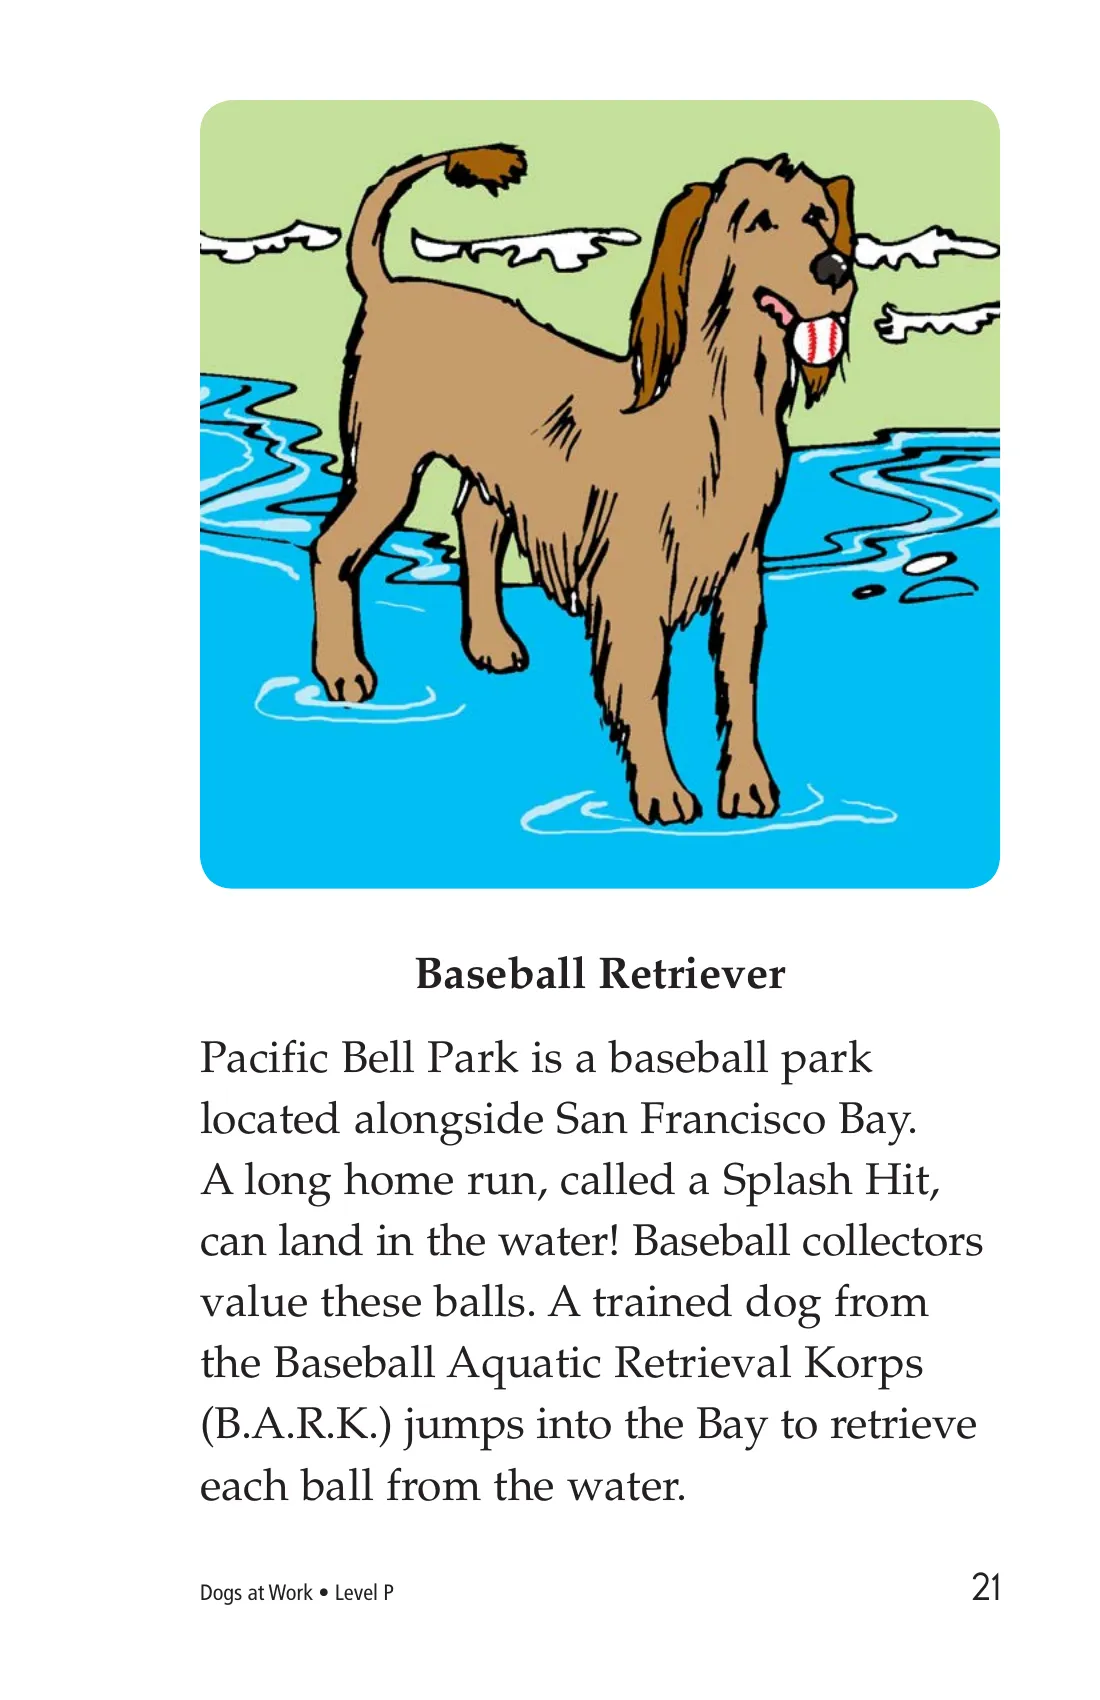 Baseball Retriever
Pacific Bell Park is a baseball park
located alongside San Francisco Bay.
A long home run, called a Splash Hit,
can land in the water! Baseball collectors
value these balls. A trained dog from
the Baseball Aquatic Retrieval Korps
(B.A.R.K.) jumps into the Bay to retrieve
each ball from the water.
Dogs at Work • Level P
21